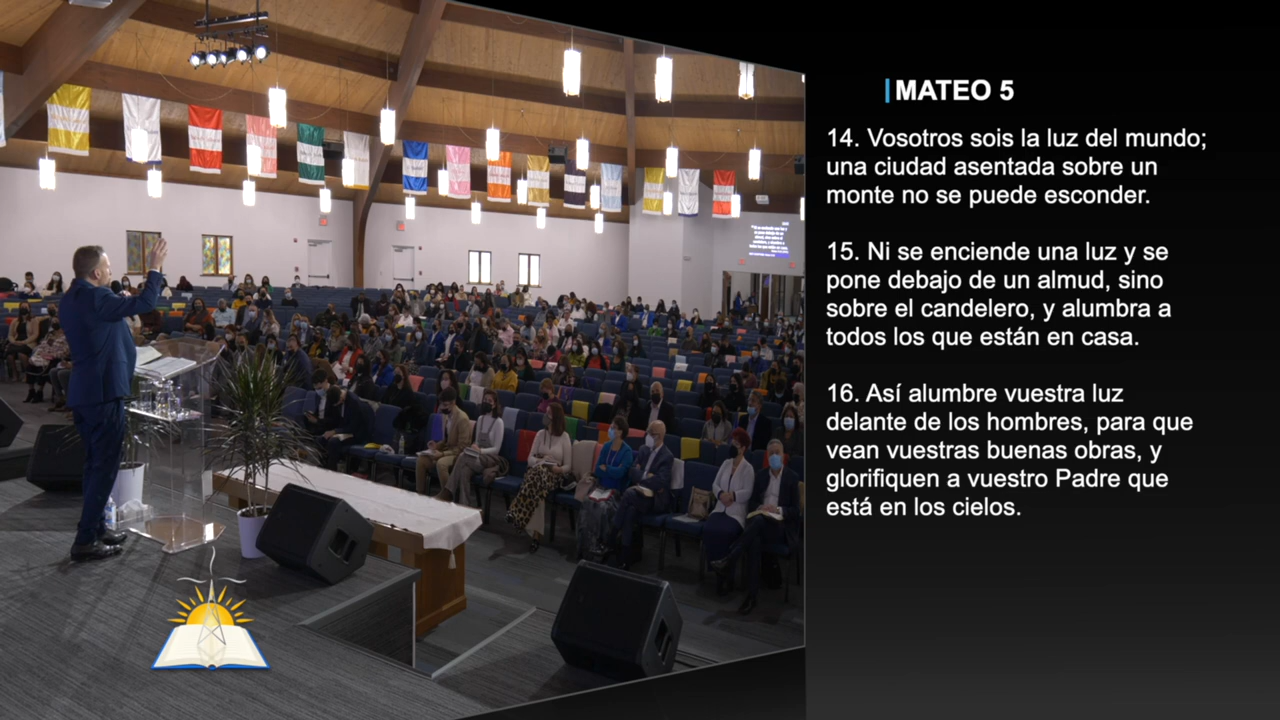 MATEO 5
14. Vosotros sois la luz del mundo;
una ciudad asentada sobre un
monte no se puede esconder.
15. Ni se enciende una luz y se
pone debajo de un almud, sino
sobre el candelero, y alumbra a
todos los que están en casa.
16. Así alumbre vuestra luz
delante de los hombres, para que
vean vuestras buenas obras, y
glorifiquen a vuestro Padre que
está en los cielos.